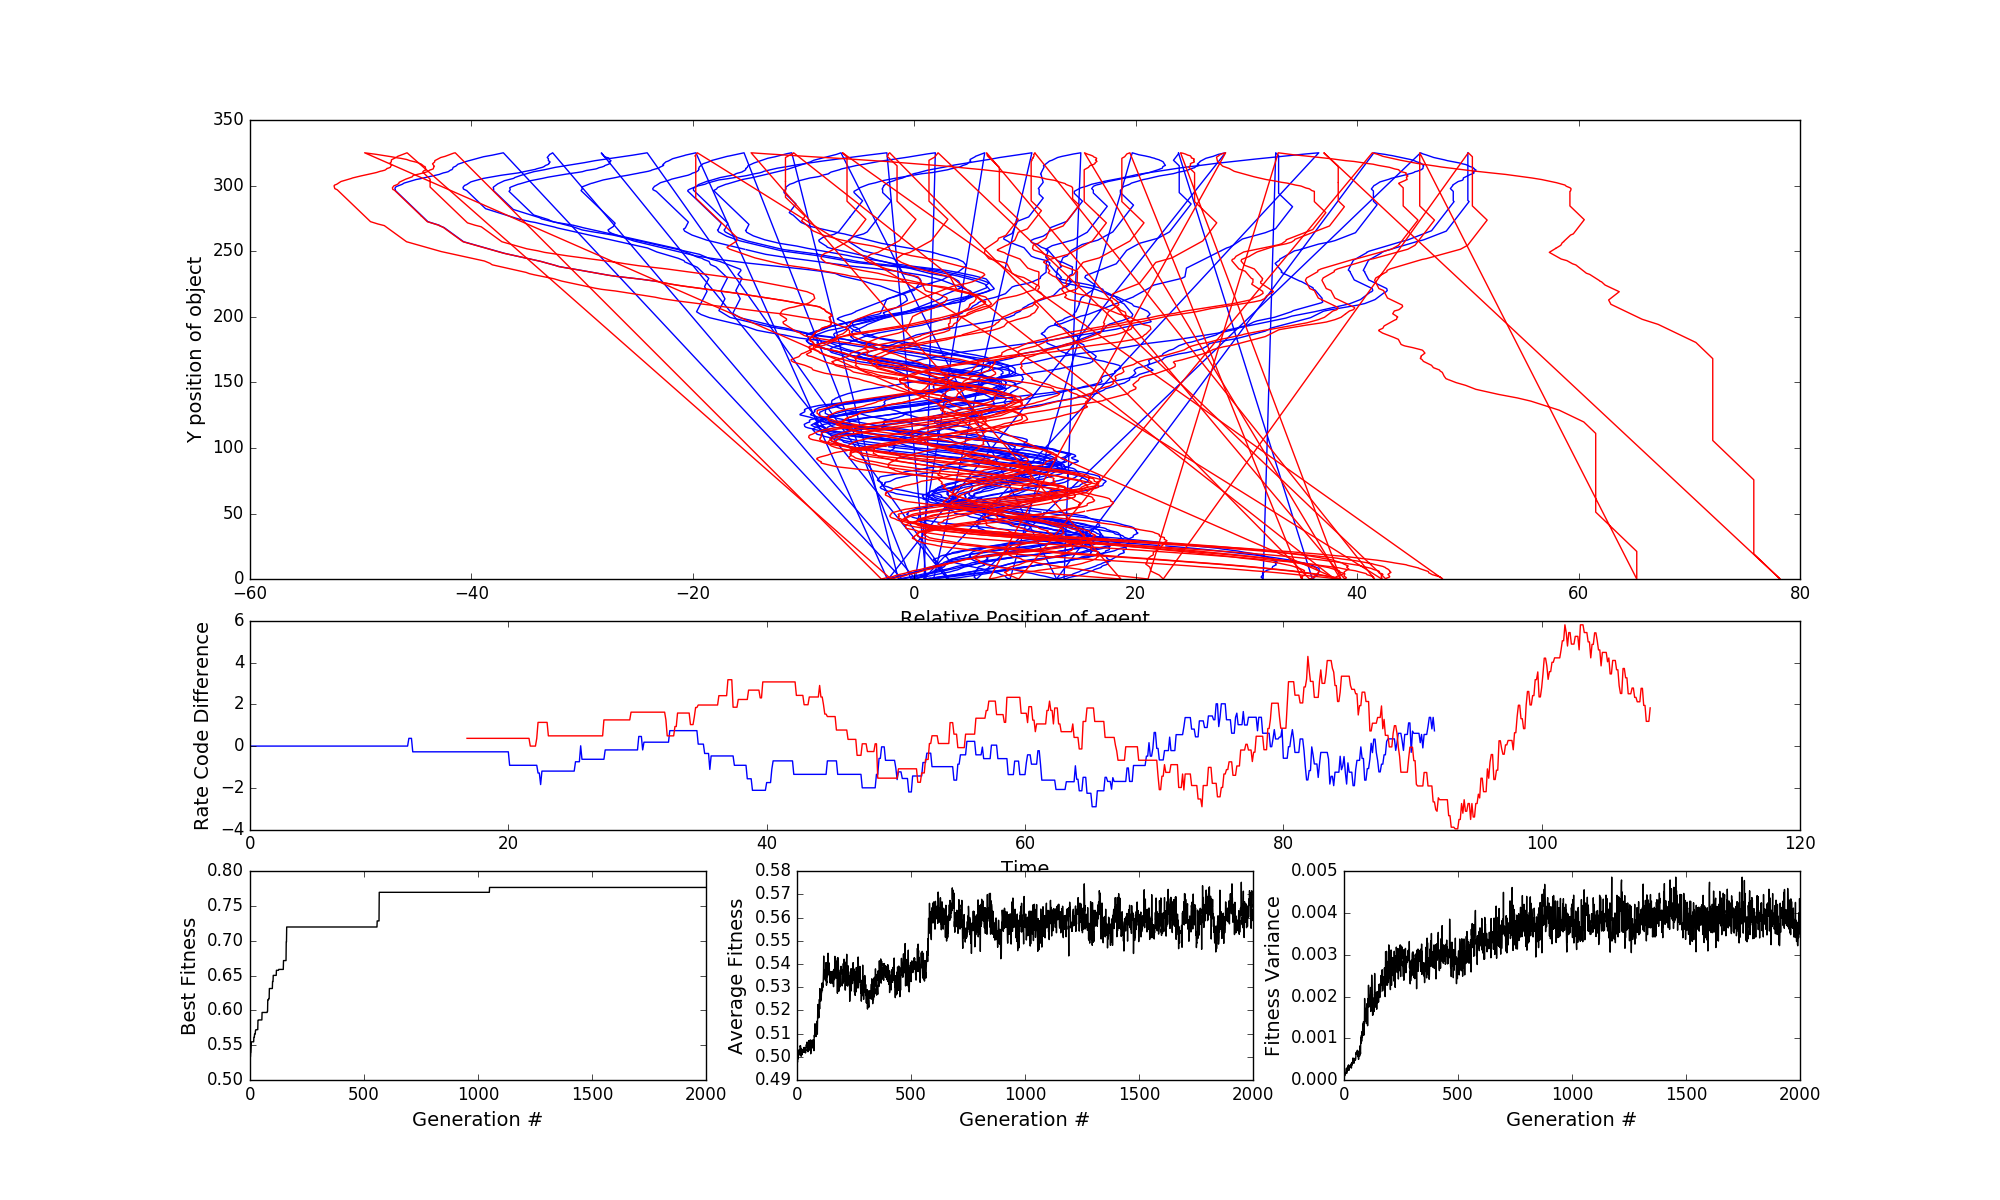 350
300
250
200
150
100
50
0
Y position of object
−60 −40 −20 0 20 40 60 80
Relative Position of agent
6
4
2
0
−2
−4
Rate Code Difference
0 20 40 60 80 100 120
Time
0.80
0.75
0.70
0.65
0.60
0.55
0.50
Best Fitness
0 500 1000 1500 2000
Generation #
0.58
0.57
0.56
0.55
0.54
0.53
0.52
0.51
0.50
0.49
Average Fitness
0 500 1000 1500 2000
Generation #
0.005
0.004
0.003
0.002
0.001
0.000
Fitness Variance
0 500 1000 1500 2000
Generation #